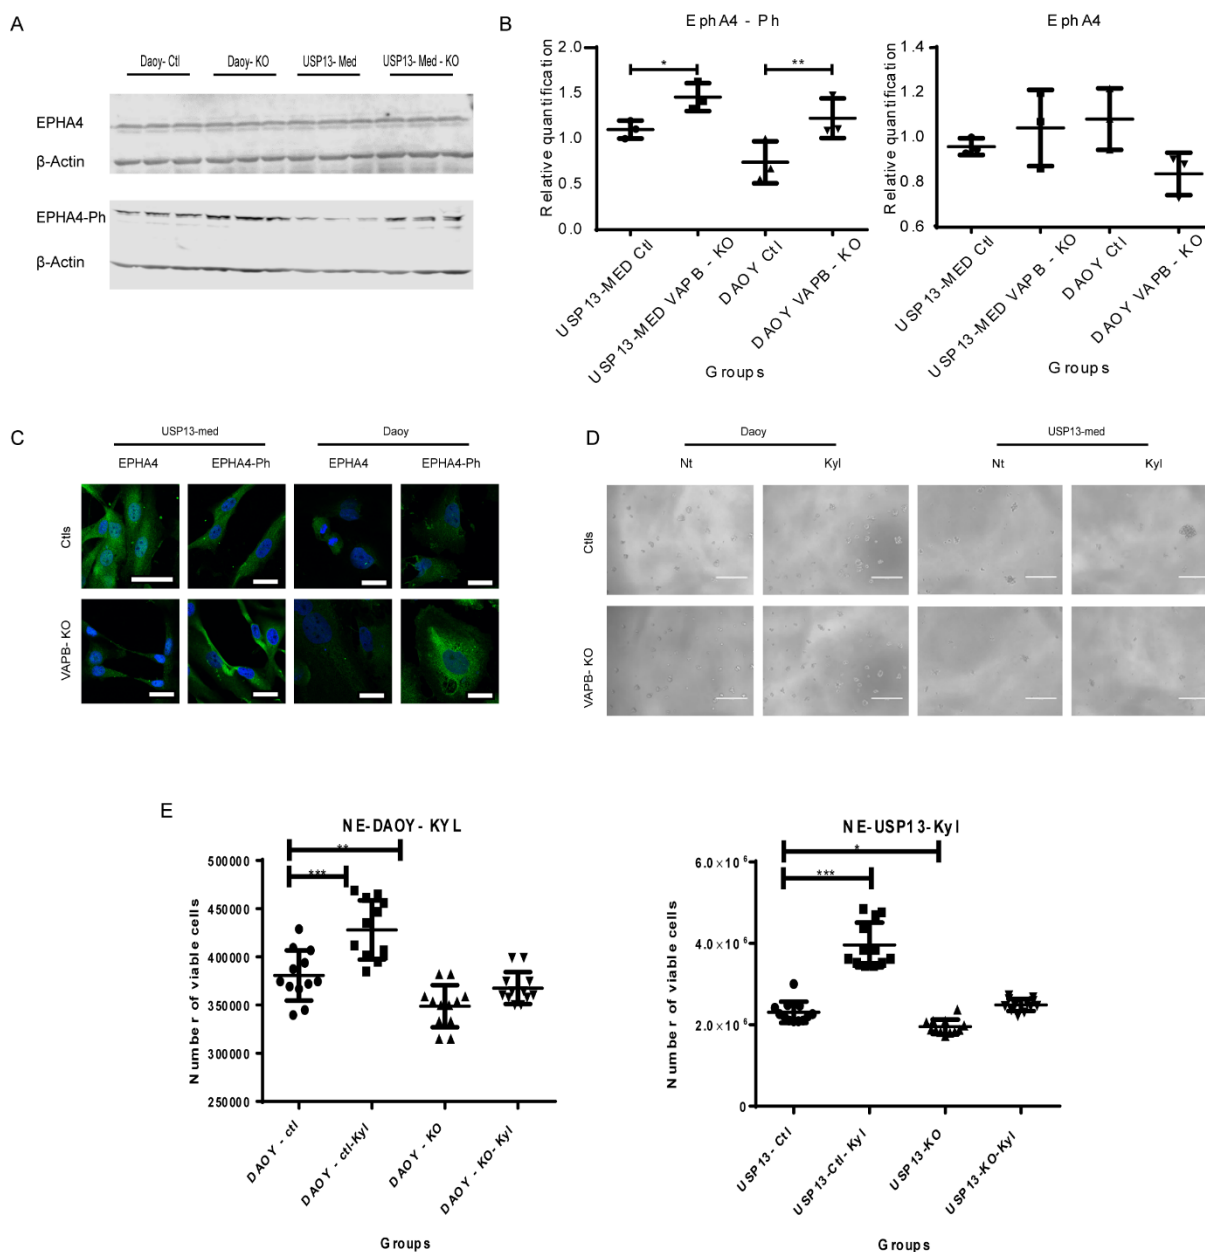 A
Daoy- Ctl Daoy- KO USP13- Med USP13- Med - KO
EPHA4
β-Actin
EPHA4-Ph
β-Actin
B
EphA4 - Ph
Relative quantification
2.0
1.5
1.0
0.5
0.0
* **
USP13-MED Ctl
USP13-MED VAPB - KO
DAOY Ctl
DAOY VAPB - KO
Groups
EphA4
Relative quantification
1.4
1.2
1.0
0.8
0.6
USP13-MED Ctl
USP13-MED VAPB - KO
DAOY Ctl
DAOY VAPB - KO
Groups
C
USP13-med Daoy
EPHA4 EPHA4-Ph EPHA4 EPHA4-Ph
Ctls
VAPB- KO
D
Daoy USP13-med
Nt Kyl Nt Kyl
Ctls
VAPB- KO
E
NE-DAOY- KYL
**
***
Number of viable cells
500000
450000
400000
350000
300000
250000
DAOY - ctl
DAOY - ctl-Kyl
DAOY - KO
DAOY - KO- Kyl
Groups
NE-USP13-Kyl
*
***
Number of viable cells
6.0×10⁶
4.0×10⁶
2.0×10⁶
0
USP13- Ctl
USP13-Ctl- Kyl
USP13-KO
USP13-KO-Kyl
Groups